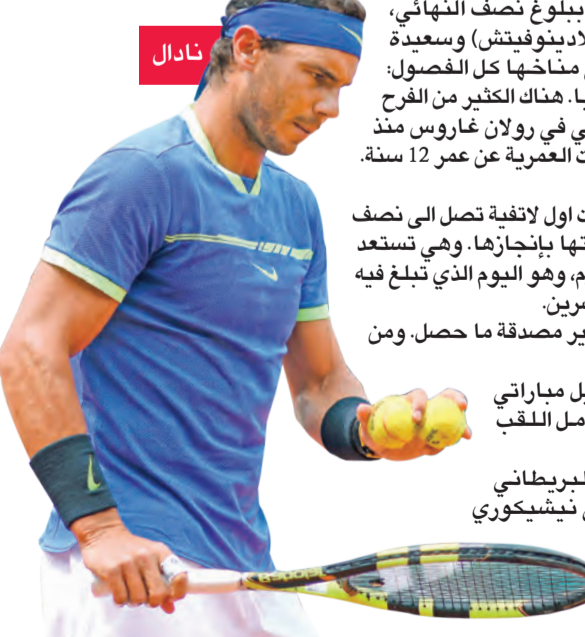 ببلوغ نصف النهائي،
لادينوفيتش) وسعيدة
مناخها كل الفصول:
يا. هناك الكثير من الفرح
ي في رولان غاروس منذ
ت العمرية عن عمر 12 سنة.
ت اول لاتفية تصل الى نصف
تها بإنجازها. وهي تستعد
م، وهو اليوم الذي تبلغ فيه
رين.
ير مصدقة ما حصل. ومن
ل مباراتي
مل اللقب
لبريطاني
نيشيكوري
نادال